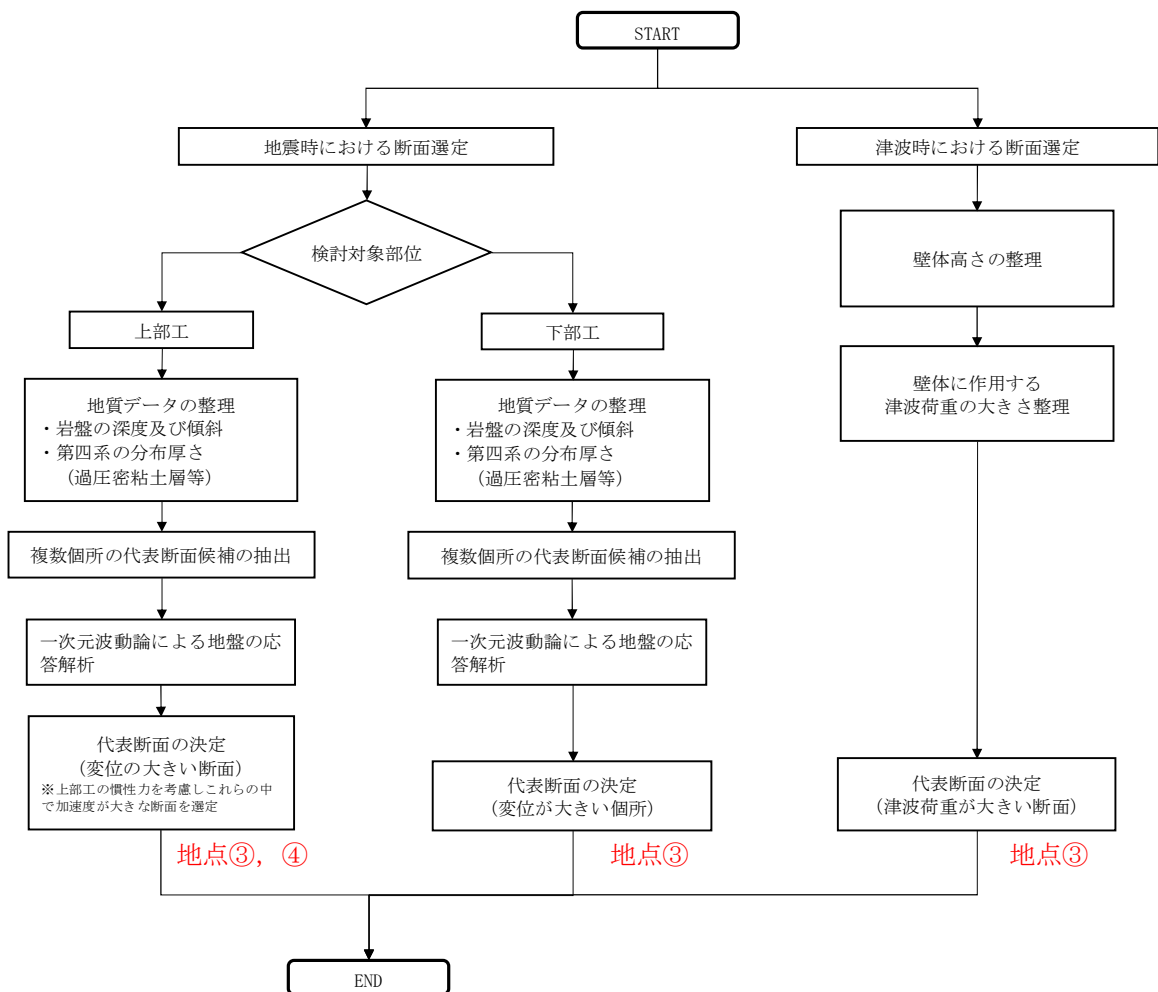 START
地震時における断面選定
津波時における断面選定
検討対象部位
壁体高さの整理
上部工
下部工
地質データの整理
・岩盤の深度及び傾斜
・第四系の分布厚さ
(過圧密粘土層等)
地質データの整理
・岩盤の深度及び傾斜
・第四系の分布厚さ
(過圧密粘土層等)
壁体に作用する
津波荷重の大きさ整理
複数個所の代表断面候補の抽出
複数個所の代表断面候補の抽出
一次元波動論による地盤の応
答解析
一次元波動論による地盤の応
答解析
代表断面の決定
(変位の大きい断面)
※上部工の慣性力を考慮しこれらの中
で加速度が大きな断面を選定
代表断面の決定
(変位が大きい個所)
代表断面の決定
(津波荷重が大きい断面)
地点③，④
地点③
地点③
END